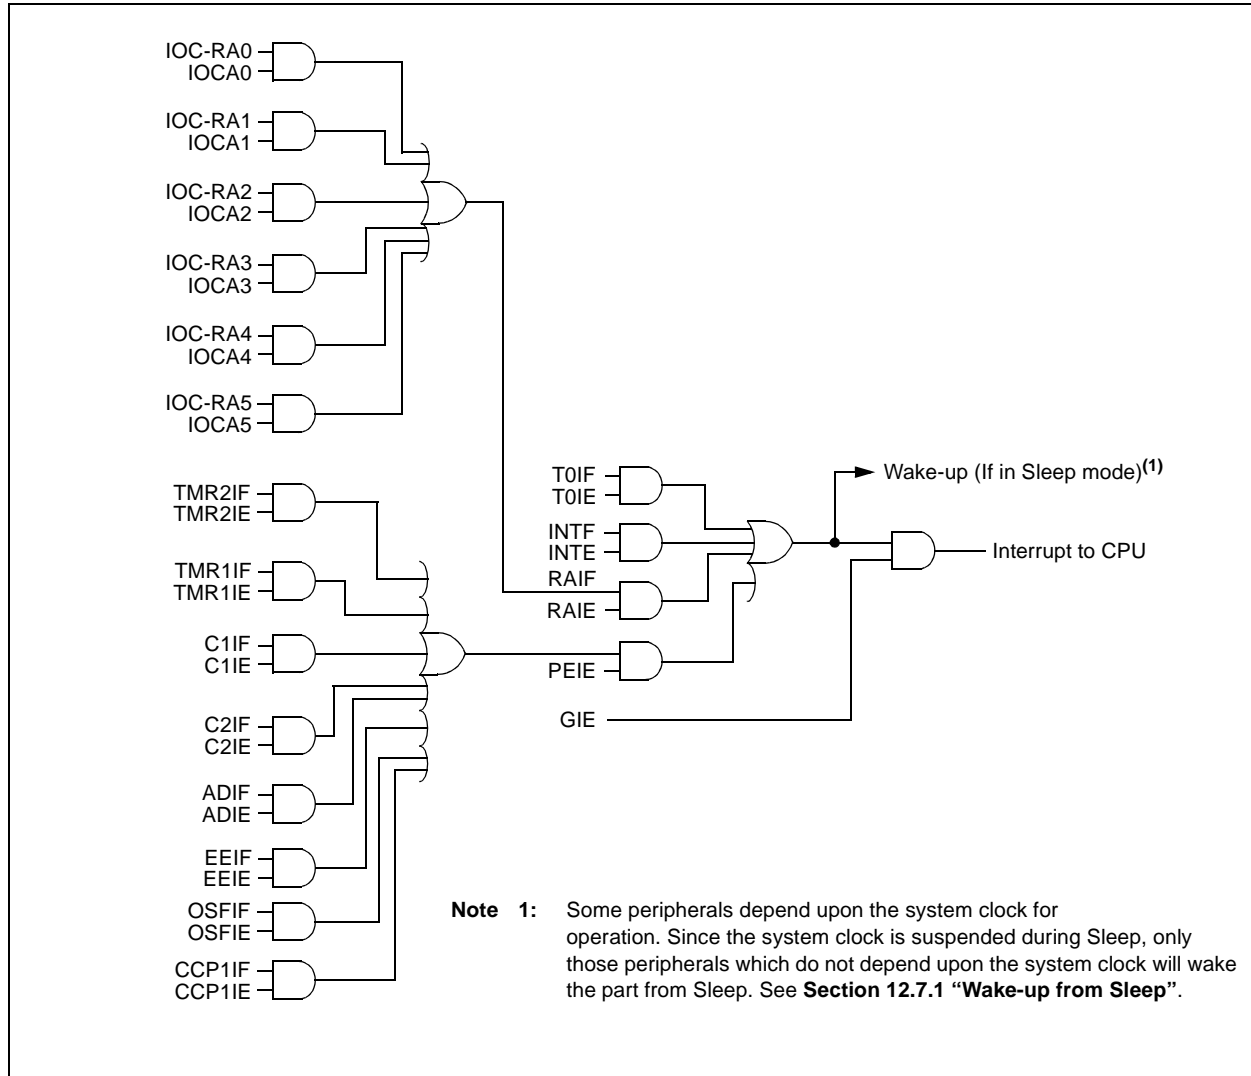 IOC-RA0
IOCA0
IOC-RA1
IOCA1
IOC-RA2
IOCA2
IOC-RA3
IOCA3
IOC-RA4
IOCA4
IOC-RA5
IOCA5
TMR2IF
TMR2IE
TMR1IF
TMR1IE
C1IF
C1IE
C2IF
C2IE
ADIF
ADIE
EEIF
EEIE
OSFIF
OSFIE
CCP1IF
CCP1IE
T0IF
T0IE
INTF
INTE
RAIF
RAIE
PEIE
GIE
Wake-up (If in Sleep mode)(1)
Interrupt to CPU
Note 1: Some peripherals depend upon the system clock for
operation. Since the system clock is suspended during Sleep, only
those peripherals which do not depend upon the system clock will wake
the part from Sleep. See Section 12.7.1 “Wake-up from Sleep”.